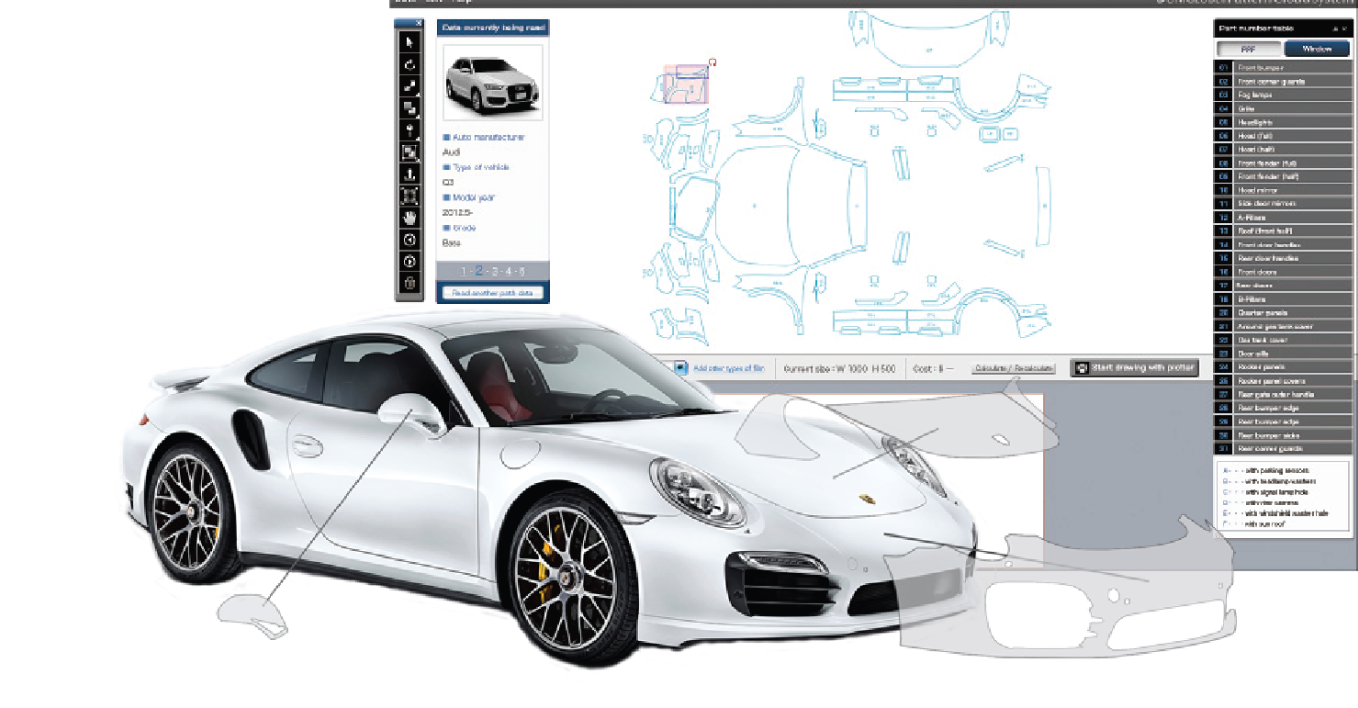 Data currently being read
Auto manufacturer
Audi
Type of vehicle
Q3
Model year
2012.5-
Grade
Base
1 - 2 - 3 - 4 - 5
Read another path data
Add other types of film
Current size : W 1000 H 500
Cost : $ --
Calculate / Recalculate
Start drawing with plotter
Part number table
PPF
Window
01 Front bumper
02 Front corner guards
03 Fog lamps
04 Grille
05 Headlights
06 Hood (full)
07 Hood (half)
08 Front fender (full)
09 Front fender (half)
10 Hood mirror
11 Side door mirrors
12 A-Pillars
13 Roof (front half)
14 Front door handles
15 Rear door handles
16 Front doors
17 Rear doors
18 B-Pillars
20 Quarter panels
21 Around gas tank cover
22 Gas tank cover
23 Door sills
24 Rocker panels
Rocker panel covers
27 Rear gate outer handle
Rear bumper edge
Rear bumper edge
30 Rear bumper sides
31 Rear corner guards
A - - - with parking sensors
B - - - with headlamp washers
C - - - with signal lamp hole
with windshield washer hole
F - - - with sun roof